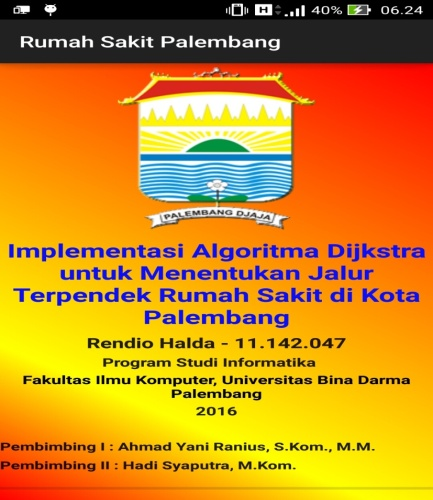 40% 06.24
Rumah Sakit Palembang
PALEMBANG DJAJA
Implementasi Algoritma Dijkstra
untuk Menentukan Jalur
Terpendek Rumah Sakit di Kota
Palembang
Rendio Halda - 11.142.047
Program Studi Informatika
Fakultas Ilmu Komputer, Universitas Bina Darma
Palembang
2016
Pembimbing I : Ahmad Yani Ranius, S.Kom., M.M.
Pembimbing II : Hadi Syaputra, M.Kom.